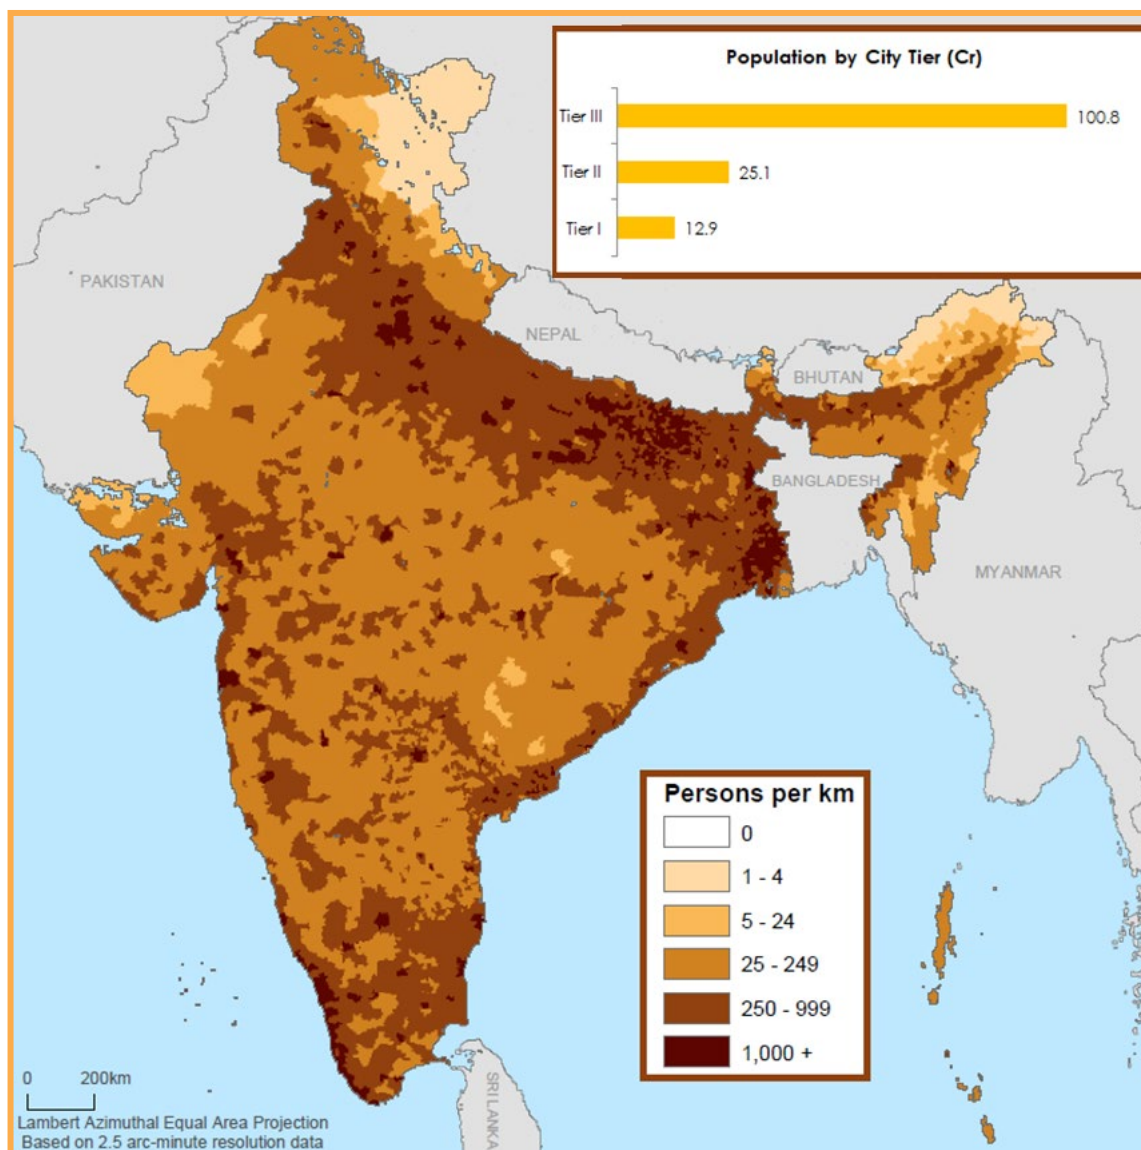 Population by City Tier (Cr)
Tier III
100.8
Tier II
25.1
Tier I
12.9
PAKISTAN
NEPAL
BHUTAN
BANGLADESH
MYANMAR
Persons per km
0
1 - 4
5 - 24
25 - 249
250 - 999
1,000 +
0 200km
SRI LANKA
Lambert Azimuthal Equal Area Projection
Based on 2.5 arc-minute resolution data